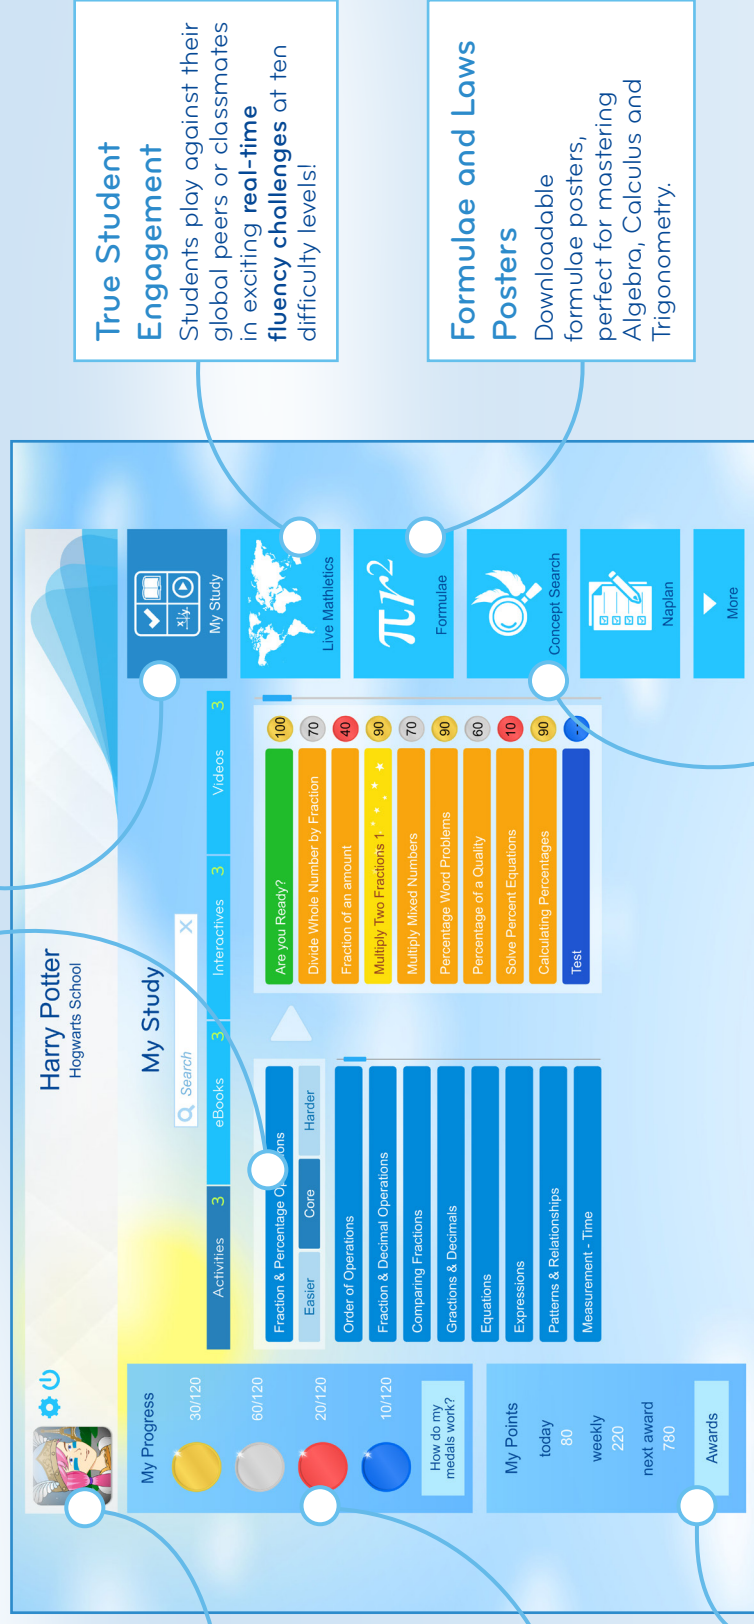 Harry Potter
Hogwarts School
My Progress
30/120
60/120
20/120
10/120
How do my
medals work?
My Points
today
80
weekly
220
next award
780
Awards
My Study
Search
Activities 3
eBooks 3
Interactives 3
Videos 3
Fraction & Percentage Op ons
Easier
Core
Harder
Order of Operations
Fraction & Decimal Operations
Comparing Fractions
Gractions & Decimals
Equations
Expressions
Patterns & Relationships
Measurement - Time
Are you Ready? 100
Divide Whole Number by Fraction 70
Fraction of an amount 40
Multiply Two Fractions 1 90
Multiply Mixed Numbers 70
Percentage Word Problems 90
Percentage of a Quality 60
Solve Percent Equations 10
Calculating Percentages 90
Test
x/y
My Study
Live Mathletics
πr²
Formulae
Concept Search
Naplan
More
True Student
Engagement
Students play against their
global peers or classmates
in exciting real-time
fluency challenges at ten
difficulty levels!
Formulae and Laws
Posters
Downloadable
formulae posters,
perfect for mastering
Algebra, Calculus and
Trigonometry.